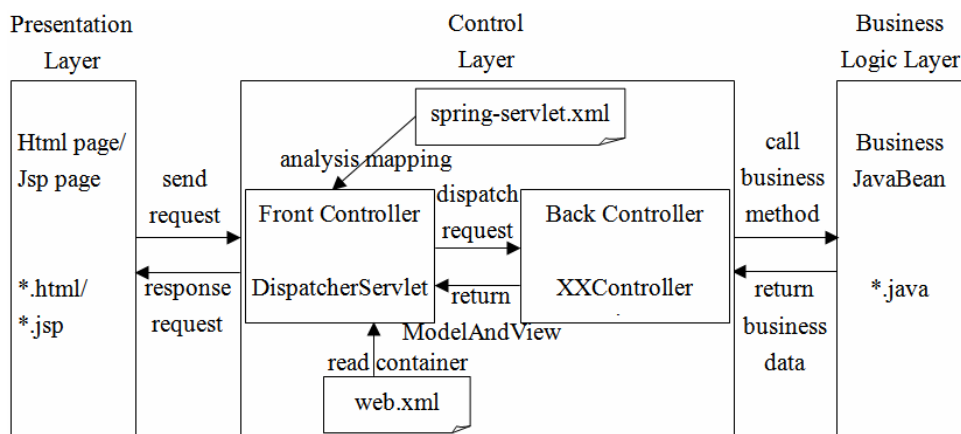 Presentation
Layer
Control
Layer
Business
Logic Layer
Html page/
Jsp page
*.html/
*.jsp
send
request
response
request
spring-servlet.xml
analysis mapping
Front Controller
DispatcherServlet
dispatch
request
return
ModelAndView
Back Controller
XXController
read container
web.xml
call
business
method
return
business
data
Business
JavaBean
*.java